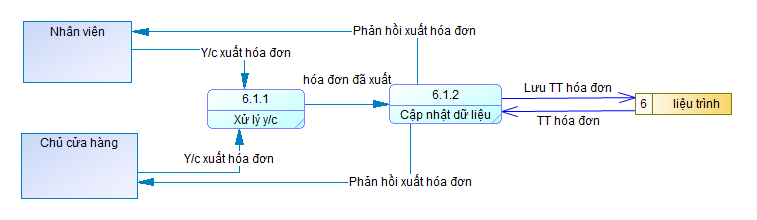 Nhân viên
Phản hồi xuất hóa đơn
Y/c xuất hóa đơn
hóa đơn đã xuất
6.1.1
Xử lý y/c
6.1.2
Cập nhật dữ liệu
Lưu TT hóa đơn
6 liệu trình
TT hóa đơn
Chủ cửa hàng
Y/c xuất hóa đơn
Phản hồi xuất hóa đơn